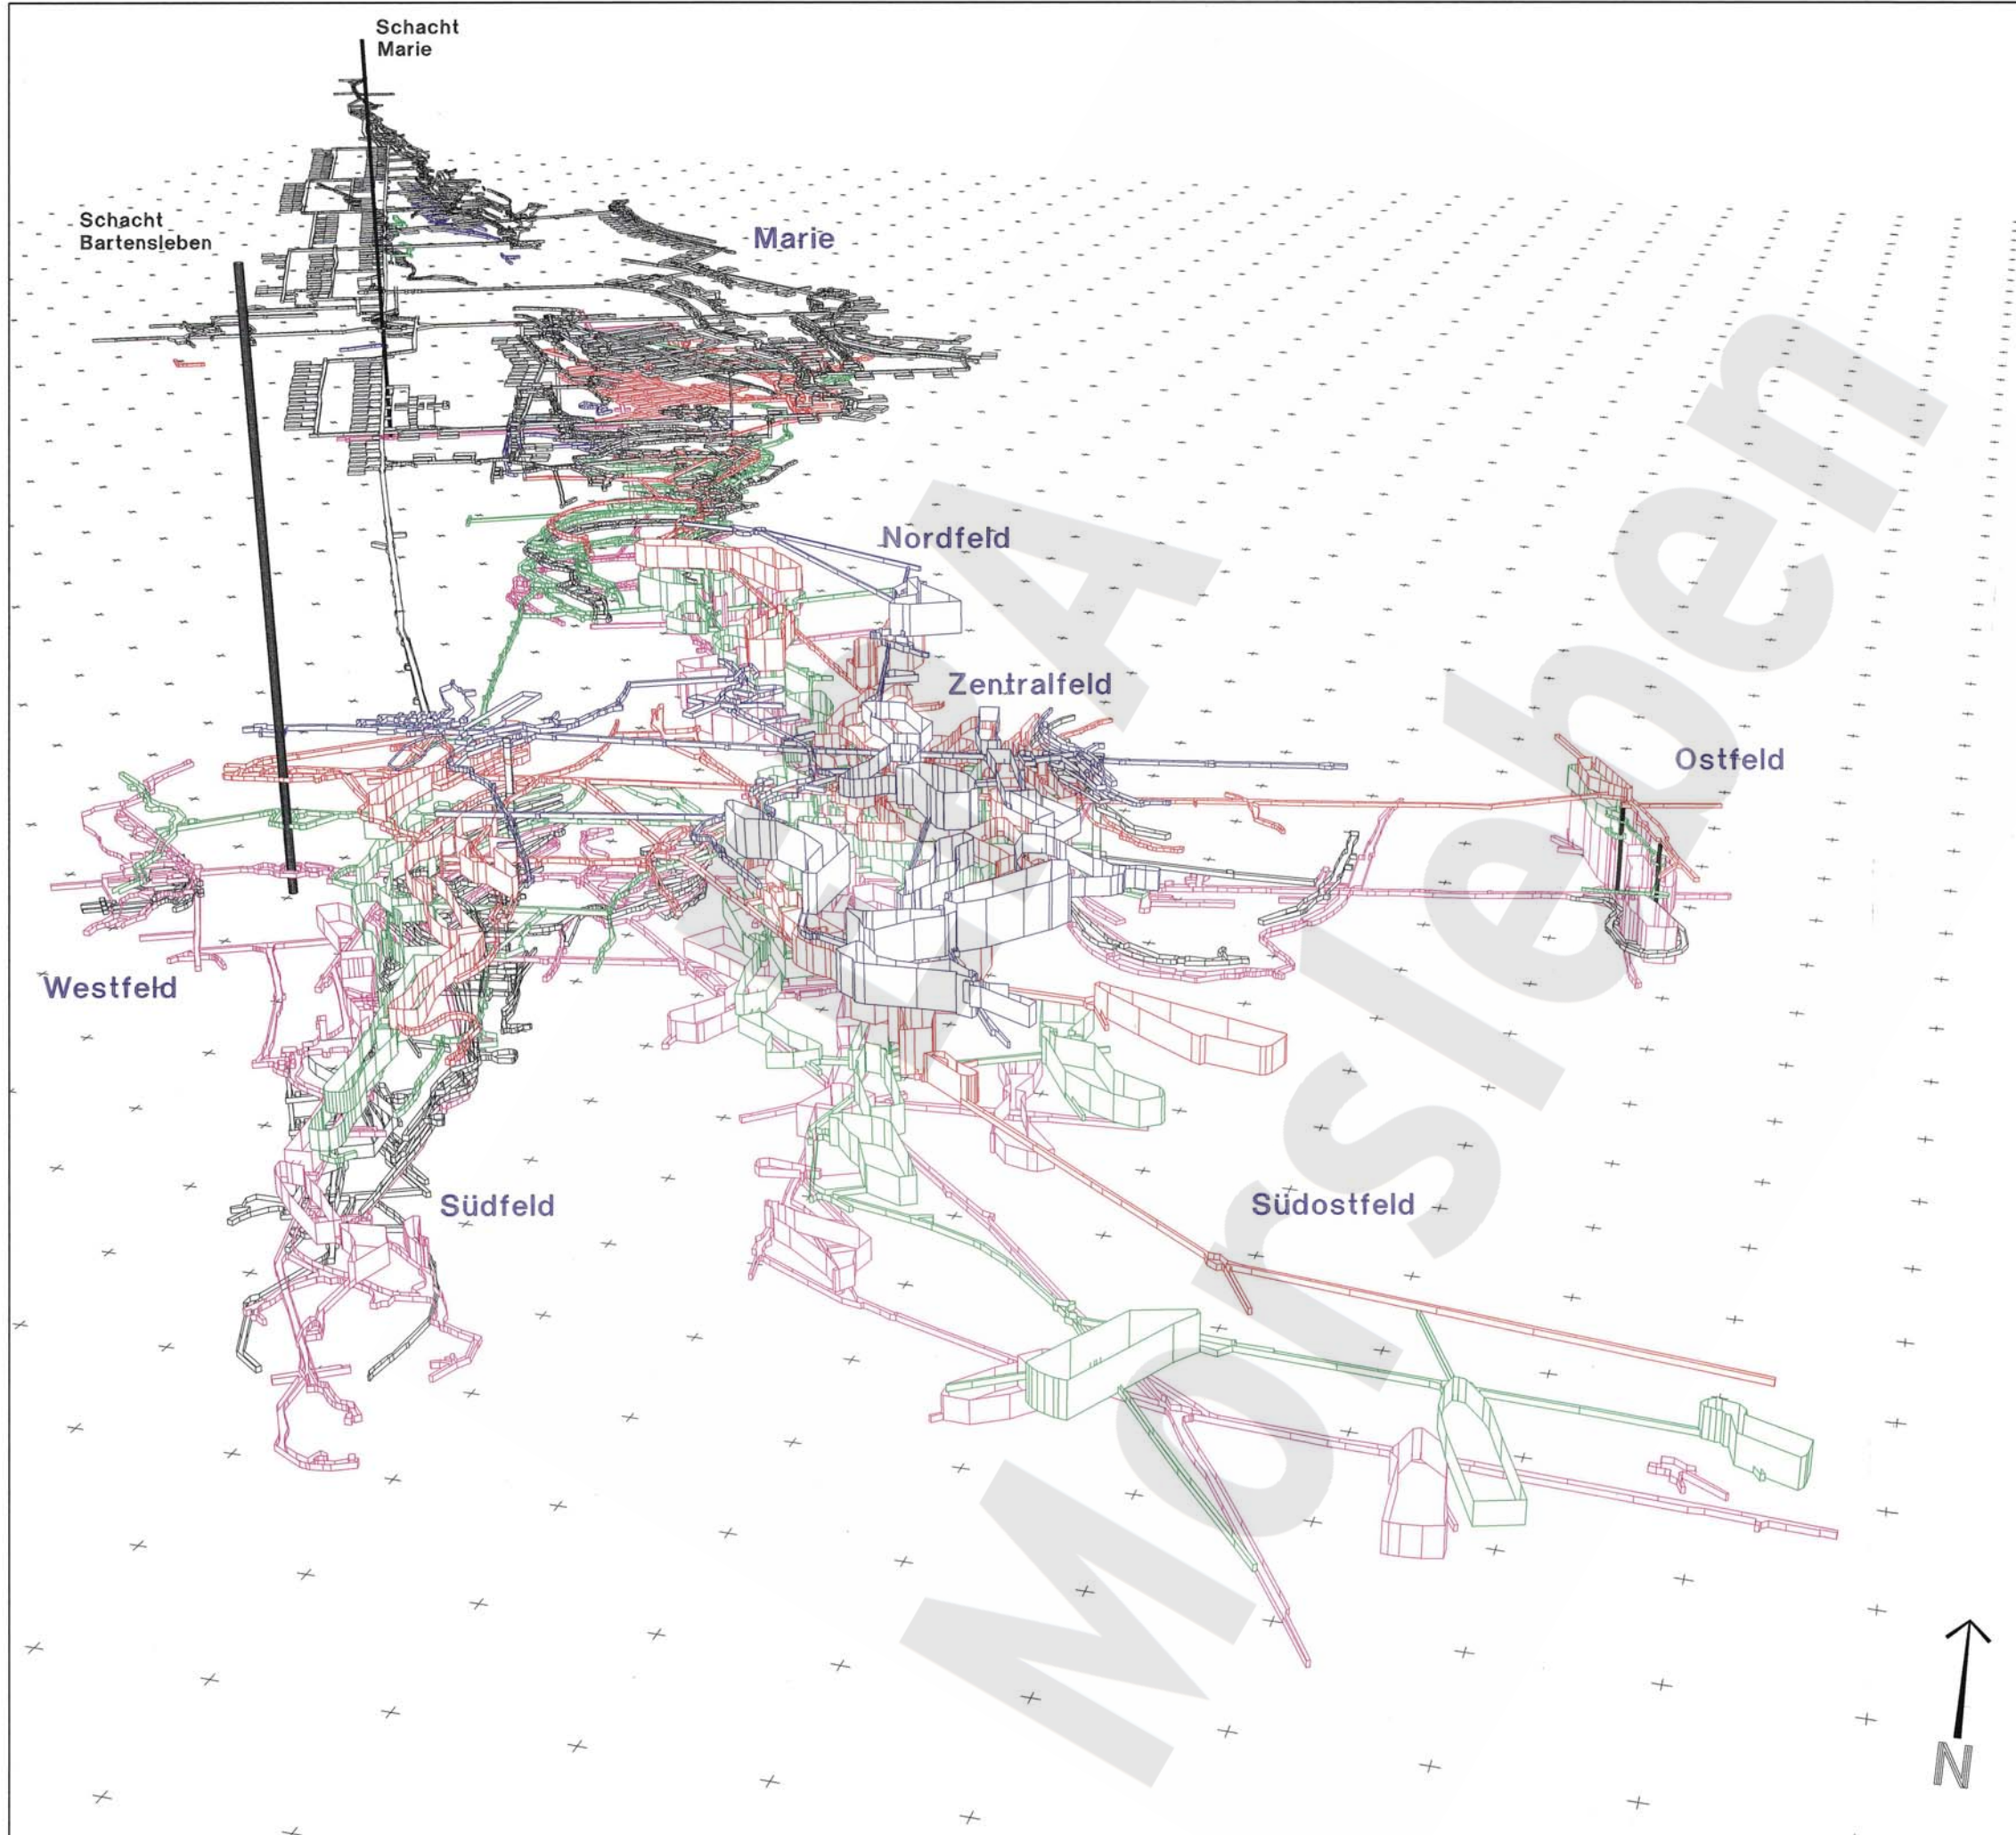 Schacht
Marie
Schacht
Bartensleben
Marie
Nordfeld
Zentralfeld
Ostfeld
Westfeld
Südfeld
Südostfeld
ERA
Morsleben
N